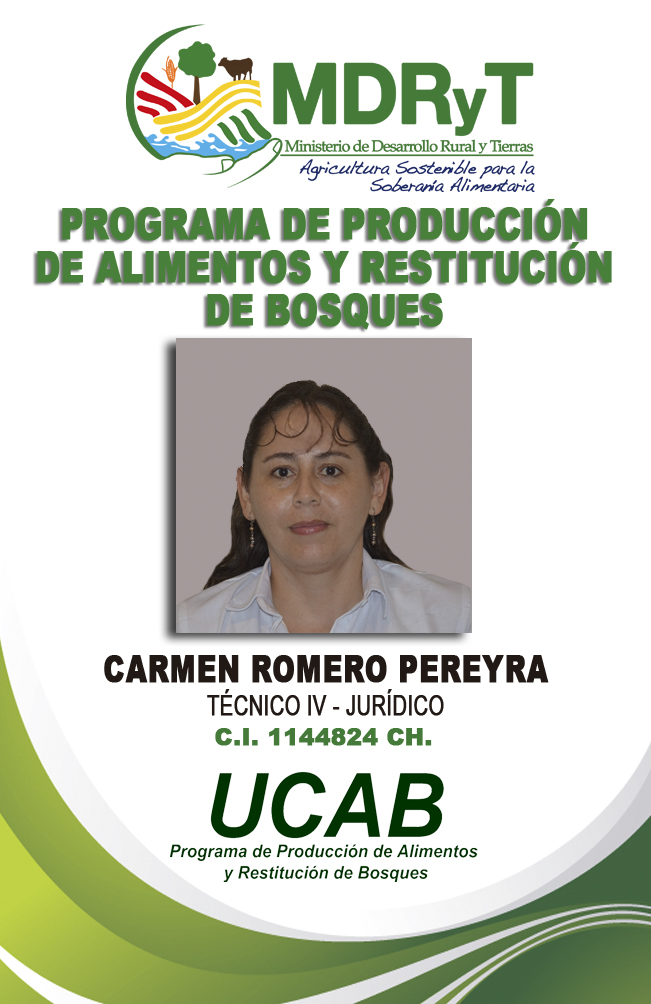 MDRyT
Ministerio de Desarrollo Rural y Tierras
Agricultura Sostenible para la
Soberanía Alimentaria
PROGRAMA DE PRODUCCIÓN
DE ALIMENTOS Y RESTITUCIÓN
DE BOSQUES
CARMEN ROMERO PEREYRA
TÉCNICO IV - JURÍDICO
C.I. 1144824 CH.
UCAB
Programa de Producción de Alimentos
y Restitución de Bosques